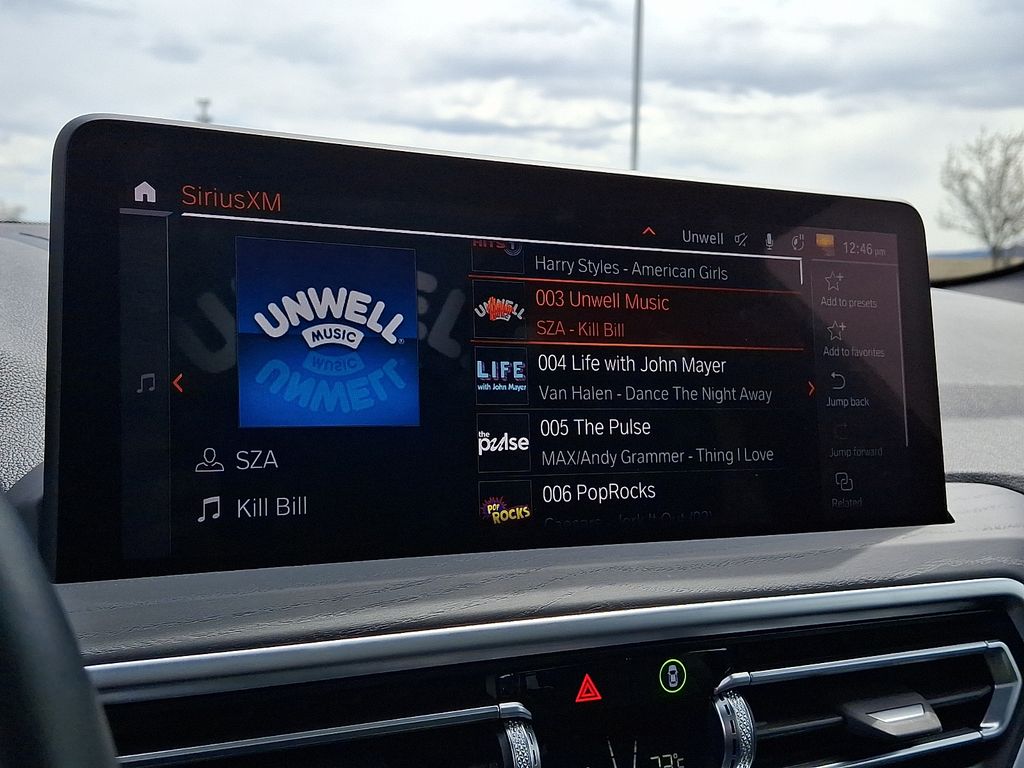 SiriusXM
Unwell
12:46 pm
UNWELL
MUSIC
SZA
Kill Bill
HITS 1
Harry Styles - American Girls
UNWELL
003 Unwell Music
SZA - Kill Bill
LIFE
with John Mayer
004 Life with John Mayer
Van Halen - Dance The Night Away
the pulse
005 The Pulse
MAX/Andy Grammer - Thing I Love
POP ROCKS
006 PopRocks
Add to presets
Add to favorites
Jump back
Jump forward
Related